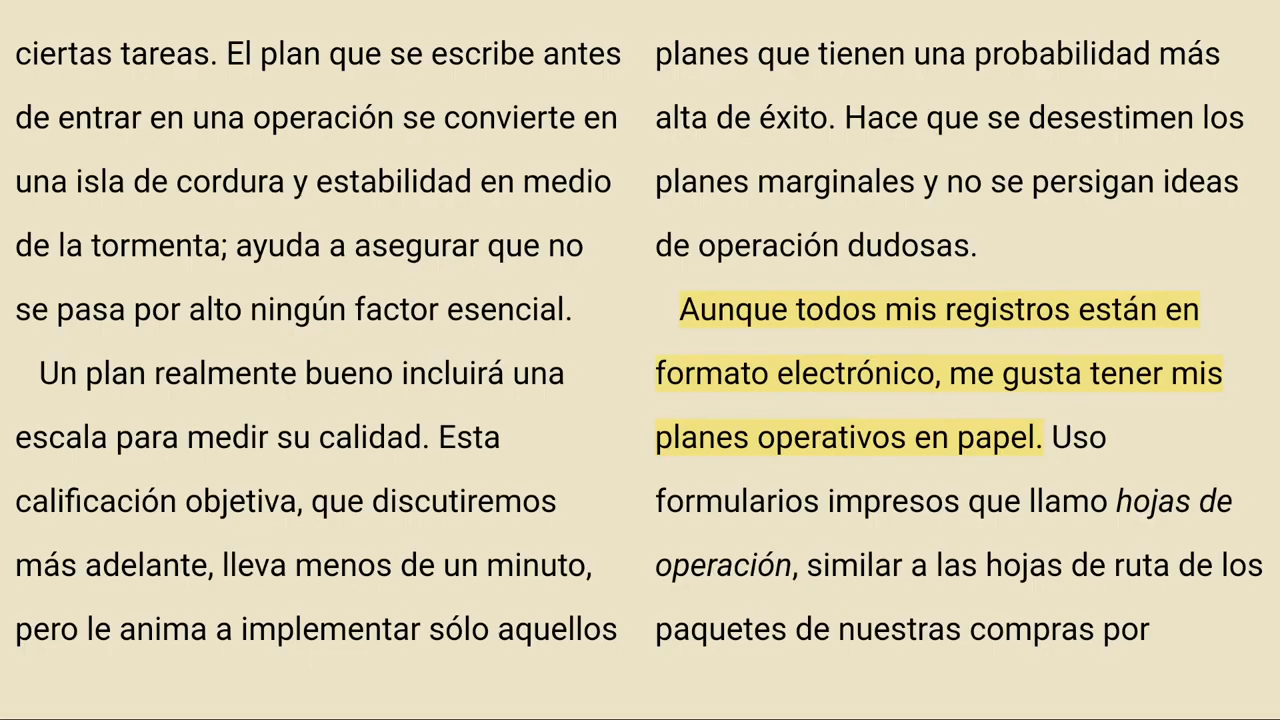 ciertas tareas. El plan que se escribe antes
de entrar en una operación se convierte en
una isla de cordura y estabilidad en medio
de la tormenta; ayuda a asegurar que no
se pasa por alto ningún factor esencial.
Un plan realmente bueno incluirá una
escala para medir su calidad. Esta
calificación objetiva, que discutiremos
más adelante, lleva menos de un minuto,
pero le anima a implementar sólo aquellos
planes que tienen una probabilidad más
alta de éxito. Hace que se desestimen los
planes marginales y no se persigan ideas
de operación dudosas.
Aunque todos mis registros están en
formato electrónico, me gusta tener mis
planes operativos en papel. Uso
formularios impresos que llamo hojas de
operación, similar a las hojas de ruta de los
paquetes de nuestras compras por